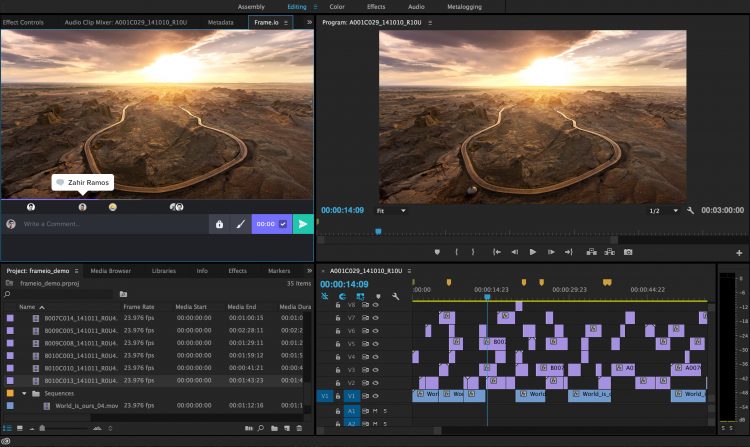 Assembly Editing Color Effects Audio Metalogging
Effect Controls Audio Clip Mixer: A001C029_141010_R10U Metadata Frame.io
Program: A001C029_141010_R10U
Zahir Ramos
Write a Comment... 00:00
00:00:14:09 Fit 1/2 00:03:00:00
Project: frameio_demo Media Browser Libraries Info Effects Markers
frameio_demo.prproj 35 items
Name Frame Rate Media Start Media End Media Dura
B007C014_141011_R0U4. 23.976 fps 00:00:00:00 00:01:00:15 00:01:0
B009C005_141011_R0U4. 23.976 fps 00:00:00:00 00:02:28:11 00:02:2
B009C038_141011_R0U4. 23.976 fps 00:00:00:00 00:01:29:11 00:01:2
B010C003_141011_R0U4. 23.976 fps 00:00:00:00 00:01:59:12 00:01:5
B010C004_141011_R0U4. 23.976 fps 00:00:00:00 00:00:41:21 00:00:4
B010C013_141011_R0U4. 23.976 fps 00:00:00:00 00:01:43:23 00:01:4
Sequences
World_is_ours_04.mov 23.976 fps 00:00:00:00 00:01:12:16 00:01:1
A001C029_141010_R10U
00:00:14:09
:00:00 00:00:14:23 00:00:29:23 00:00:44:22
V8
V7
V6
V5 B00
V4
V3 B007 A0 A007
V2
V1 V1 Wor Wor World World_is_o World
A1 M S
A2
0
-6
-12
-18
-24
-30
-36
-42
-48
S S